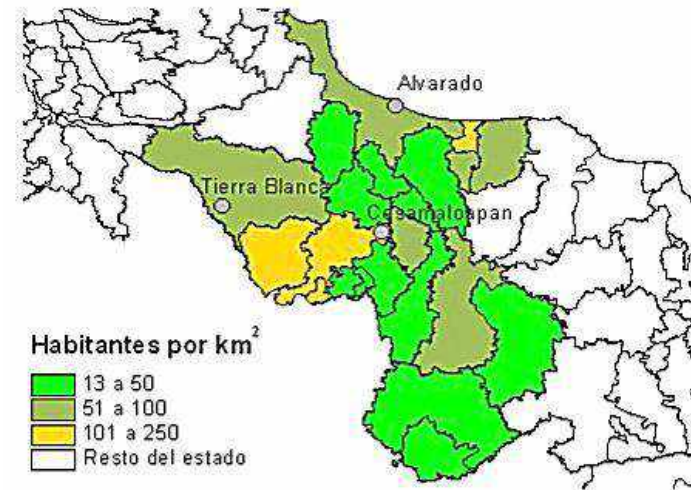 Alvarado
Tierra Blanca
Cosamaloapan
Habitantes por km²
13 a 50
51 a 100
101 a 250
Resto del estado